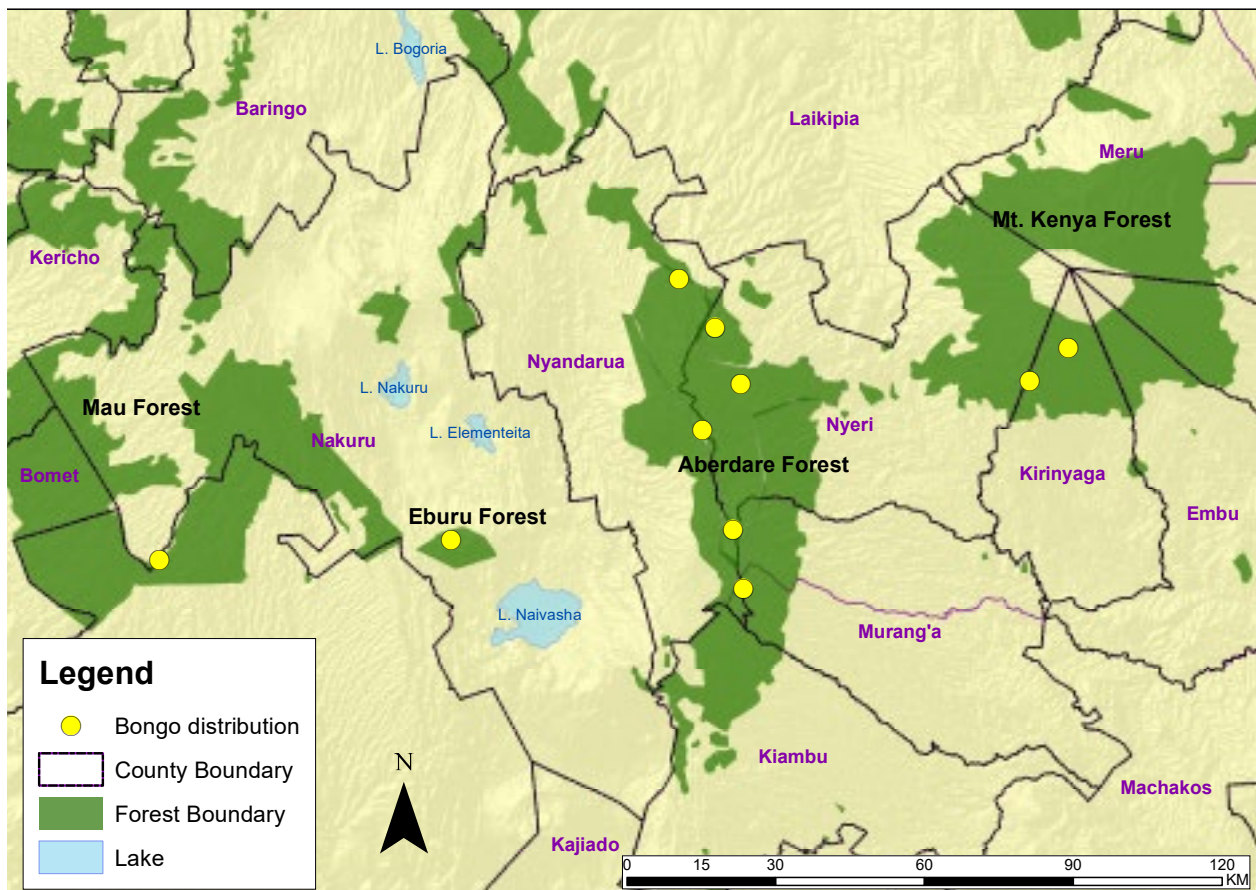 L. Bogoria
Baringo
Laikipia
Meru
Mt. Kenya Forest
Kericho
Nyandarua
L. Nakuru
Mau Forest
L. Elementeita
Nakuru
Nyeri
Aberdare Forest
Bomet
Kirinyaga
Eburu Forest
Embu
L. Naivasha
Murang'a
Legend
Bongo distribution
County Boundary
Forest Boundary
Lake
N
Kiambu
Machakos
Kajiado
0 15 30 60 90 120
KM